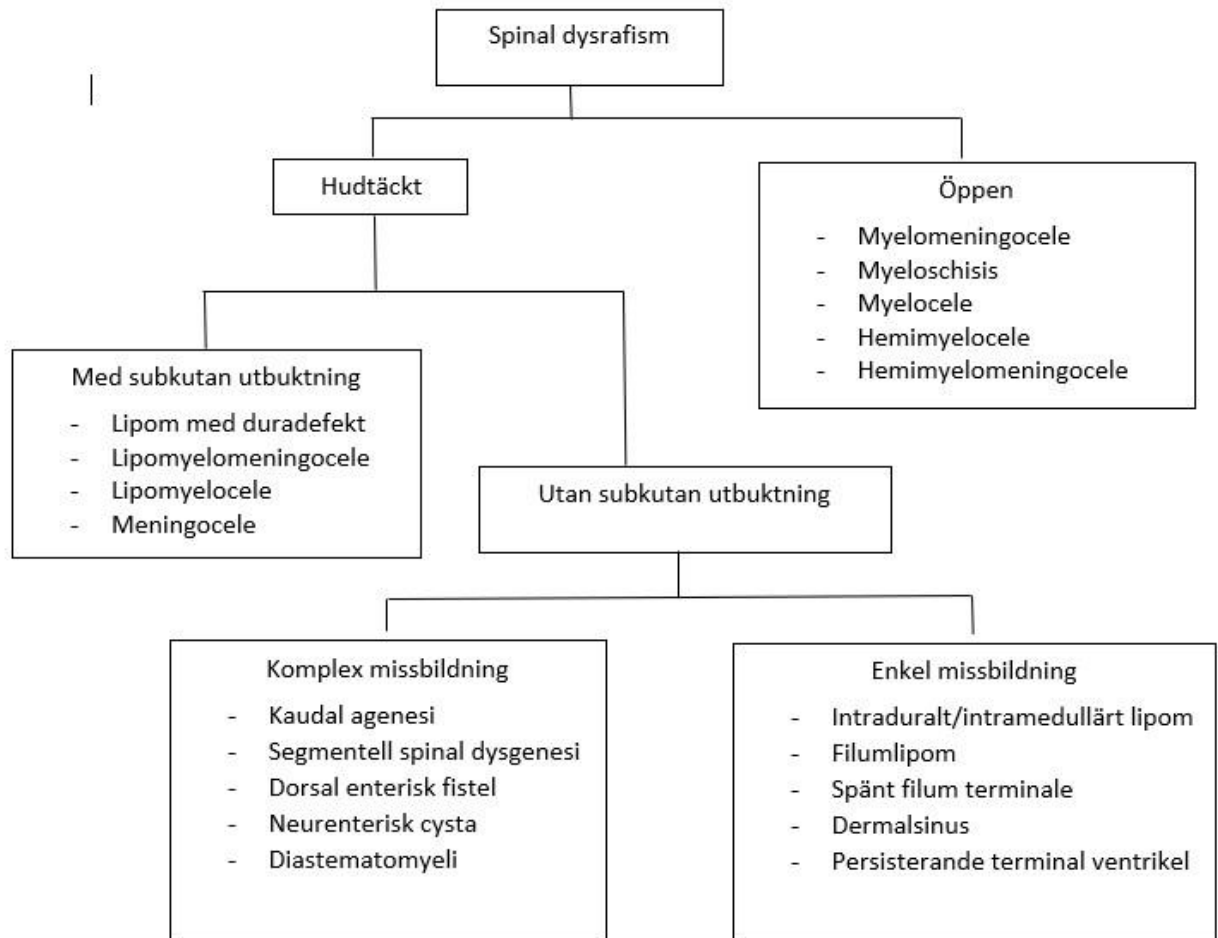 Spinal dysrafism
Hudtäckt
Öppen
- Myelomeningocele
- Myeloschisis
- Myelocele
- Hemimyelocele
- Hemimyelomeningocele
Med subkutan utbuktning
- Lipom med duradefekt
- Lipomyelomeningocele
- Lipomyelocele
- Meningocele
Utan subkutan utbuktning
Komplex missbildning
- Kaudal agenesi
- Segmentell spinal dysgenesi
- Dorsal enterisk fistel
- Neurenterisk cysta
- Diastematomyeli
Enkel missbildning
- Intraduralt/intramedullärt lipom
- Filumlipom
- Spänt filum terminale
- Dermalsinus
- Persisterande terminal ventrikel